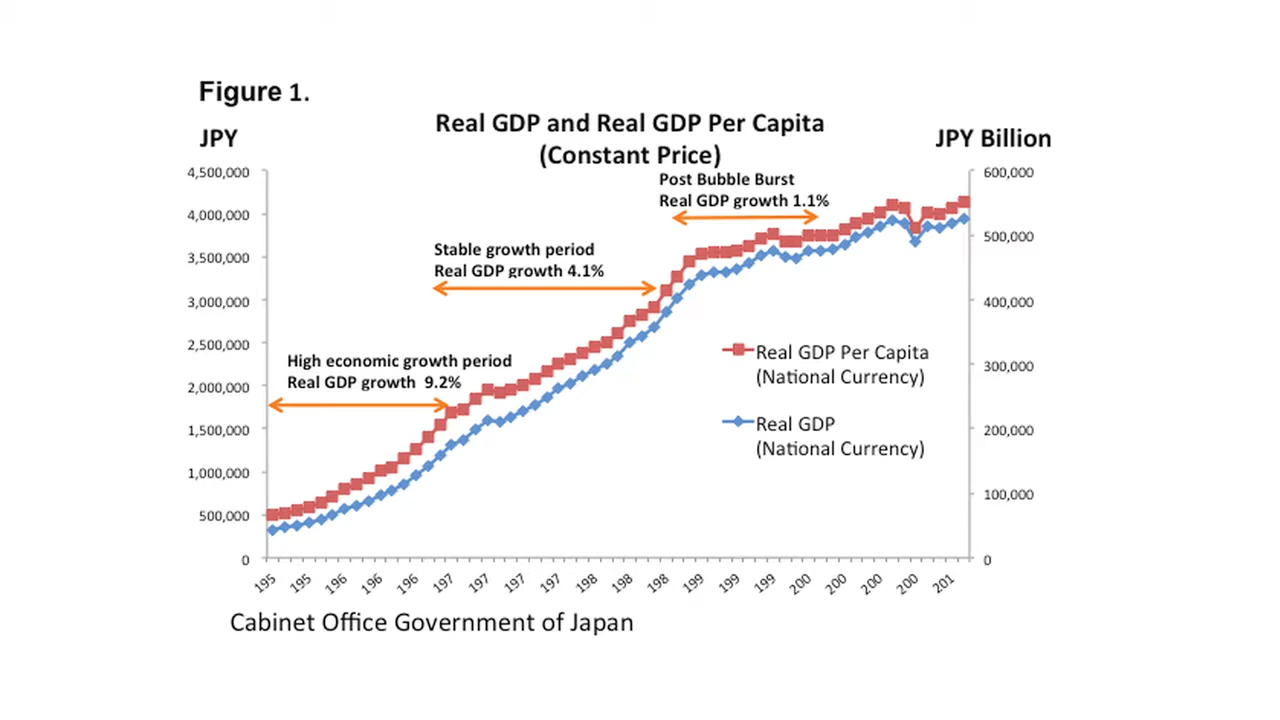 Figure 1.
Real GDP and Real GDP Per Capita
(Constant Price)
JPY
JPY Billion
4,500,000
4,000,000
3,500,000
3,000,000
2,500,000
2,000,000
1,500,000
1,000,000
500,000
0
600,000
500,000
400,000
300,000
200,000
100,000
0
Post Bubble Burst
Real GDP growth 1.1%
Stable growth period
Real GDP growth 4.1%
High economic growth period
Real GDP growth 9.2%
Real GDP Per Capita
(National Currency)
Real GDP
(National Currency)
195 195 196 196 196 197 197 197 197 198 198 198 199 199 199 200 200 200 200 201
Cabinet Office Government of Japan